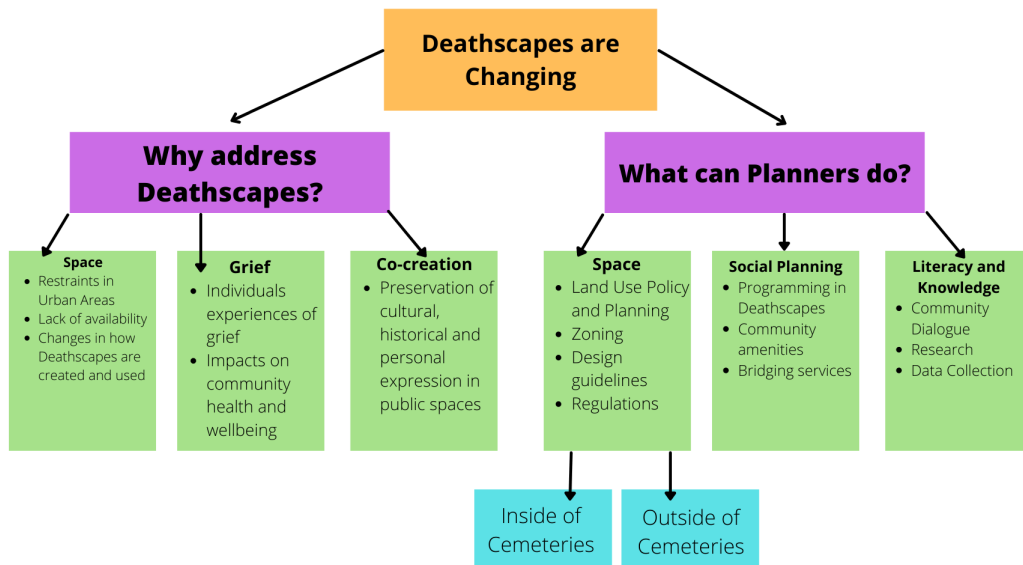 Deathscapes are
Changing
Why address
Deathscapes?
What can Planners do?
Space
• Restraints in
Urban Areas
• Lack of availability
• Changes in how
Deathscapes are
created and used
Grief
• Individuals
experiences of
grief
• Impacts on
community
health and
wellbeing
Co-creation
• Preservation of
cultural,
historical and
personal
expression in
public spaces
Space
• Land Use Policy
and Planning
• Zoning
• Design
guidelines
• Regulations
Social Planning
• Programming in
Deathscapes
• Community
amenities
• Bridging services
Literacy and
Knowledge
• Community
Dialogue
• Research
• Data Collection
Inside of
Cemeteries
Outside of
Cemeteries